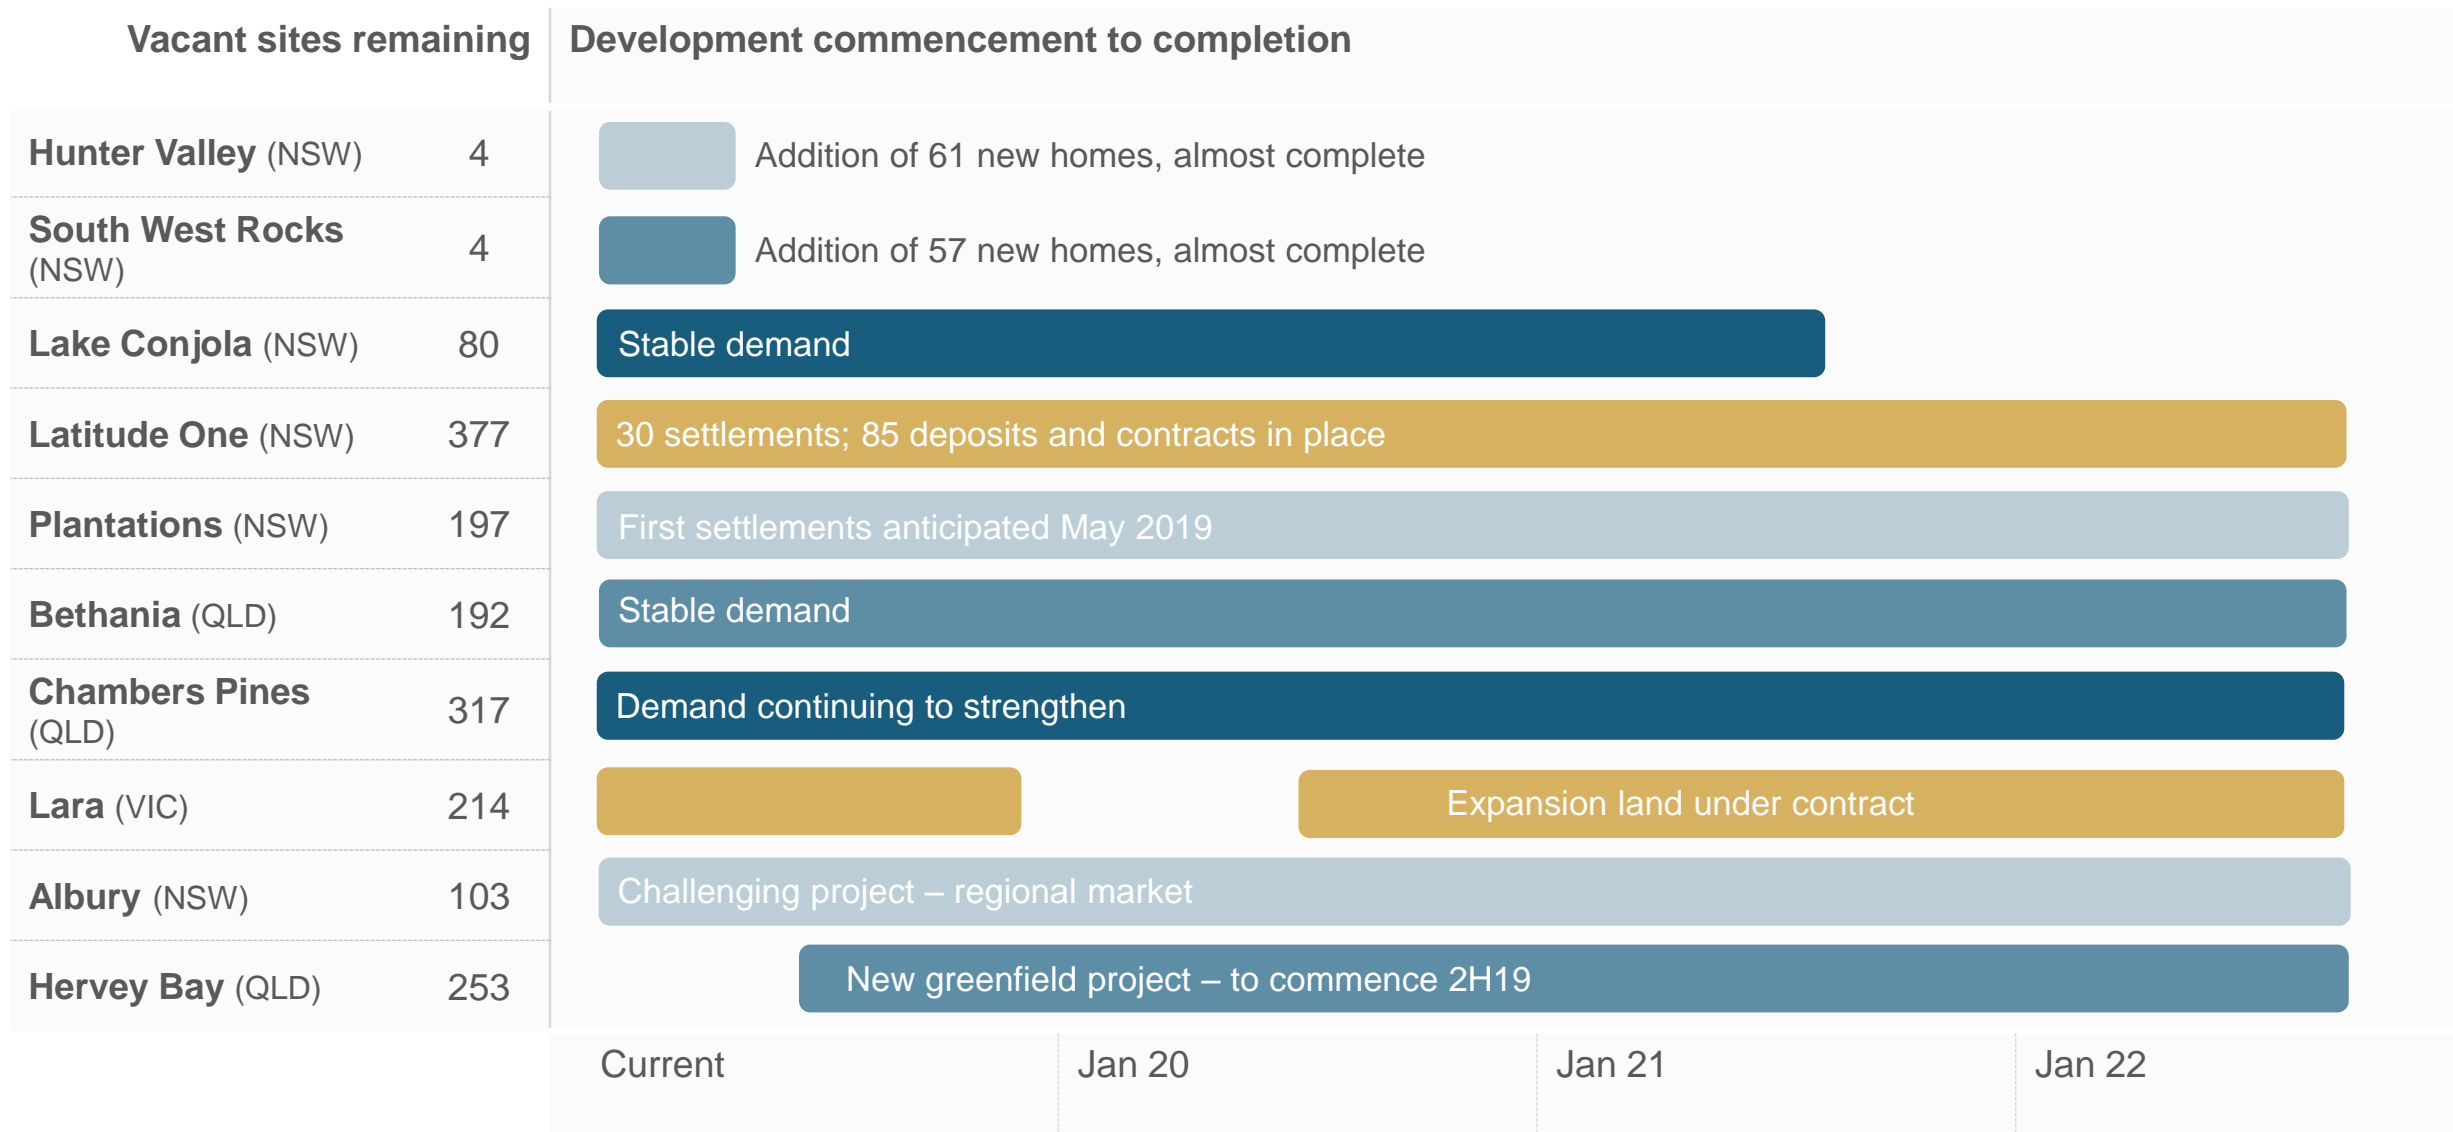 Vacant sites remaining
Development commencement to completion
Hunter Valley (NSW) 4
Addition of 61 new homes, almost complete
South West Rocks
(NSW)
4
Addition of 57 new homes, almost complete
Lake Conjola (NSW) 80
Stable demand
Latitude One (NSW) 377
30 settlements; 85 deposits and contracts in place
Plantations (NSW) 197
First settlements anticipated May 2019
Bethania (QLD) 192
Stable demand
Chambers Pines
(QLD)
317
Demand continuing to strengthen
Lara (VIC) 214
Expansion land under contract
Albury (NSW) 103
Challenging project – regional market
Hervey Bay (QLD) 253
New greenfield project – to commence 2H19
Current Jan 20 Jan 21 Jan 22